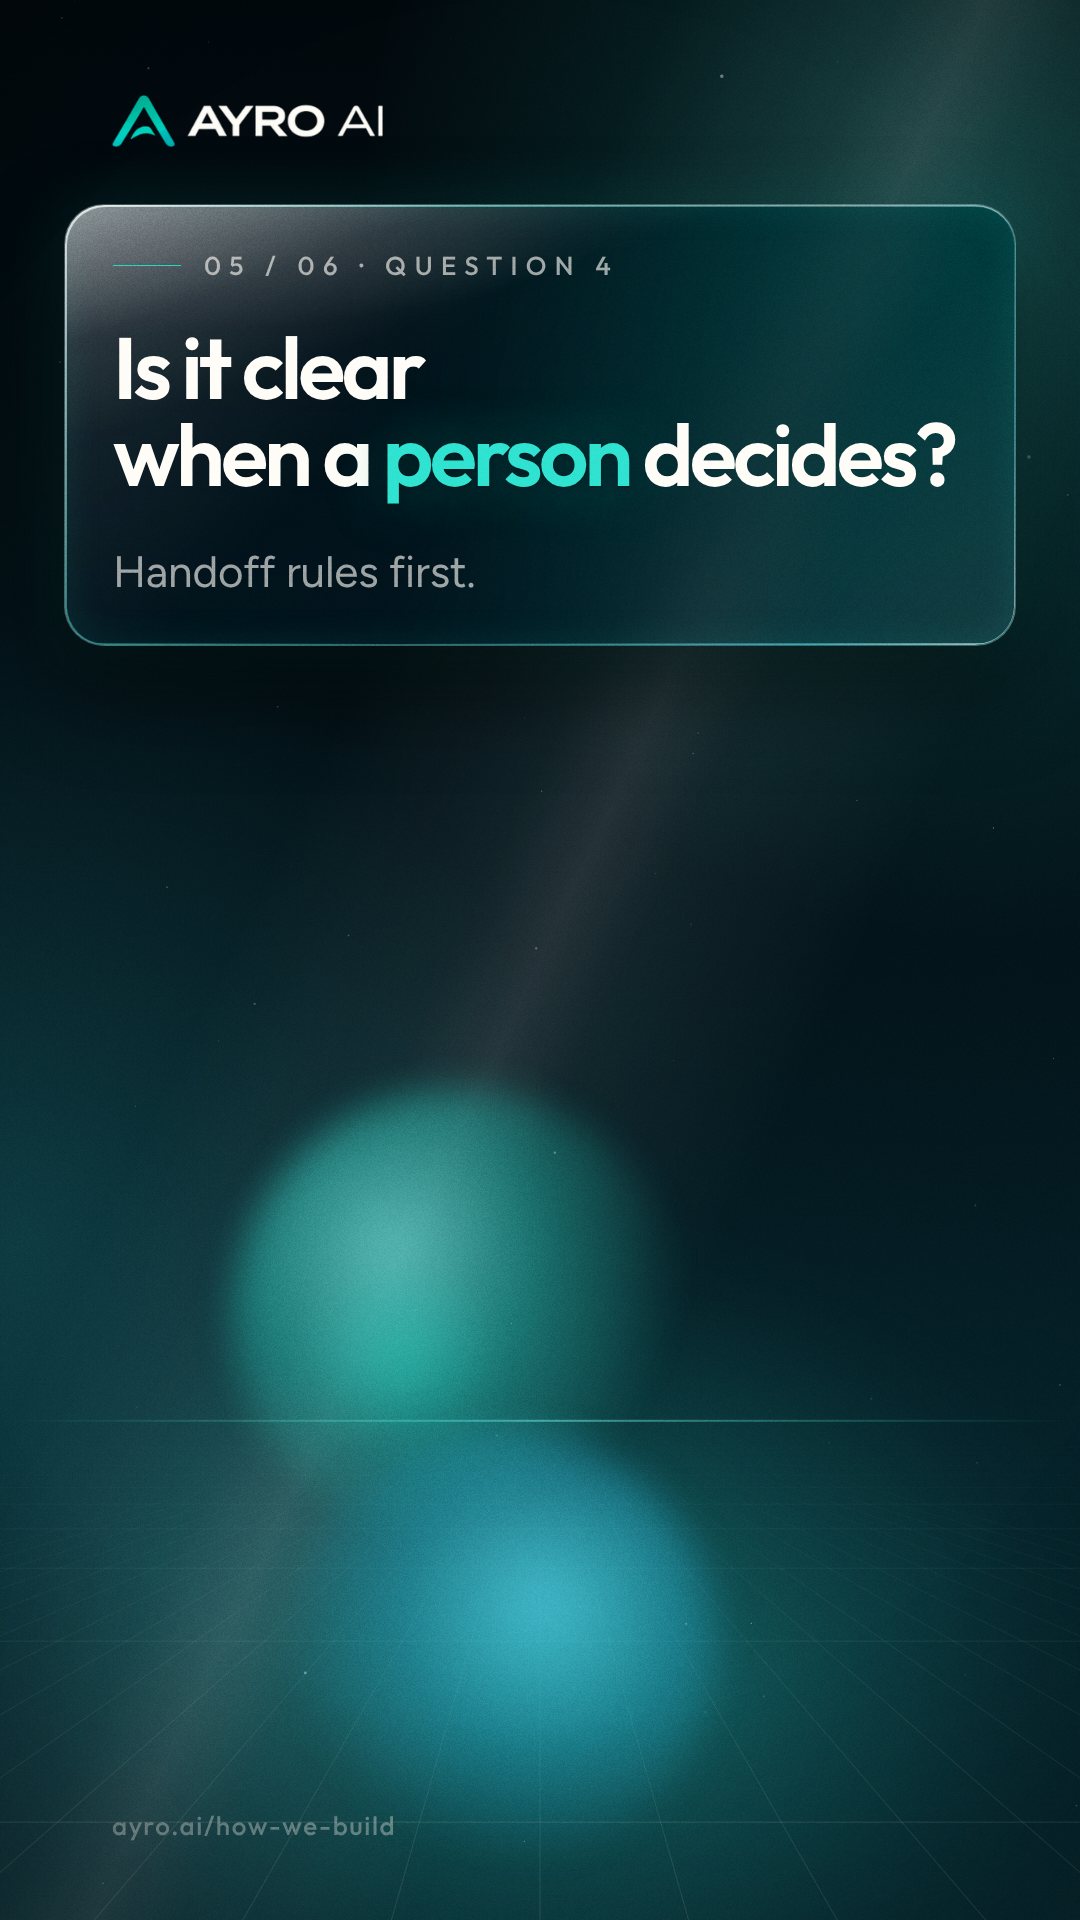 AYRO AI
05 / 06 · QUESTION 4
Is it clear
when a person decides?
Handoff rules first.
ayro.ai/how-we-build